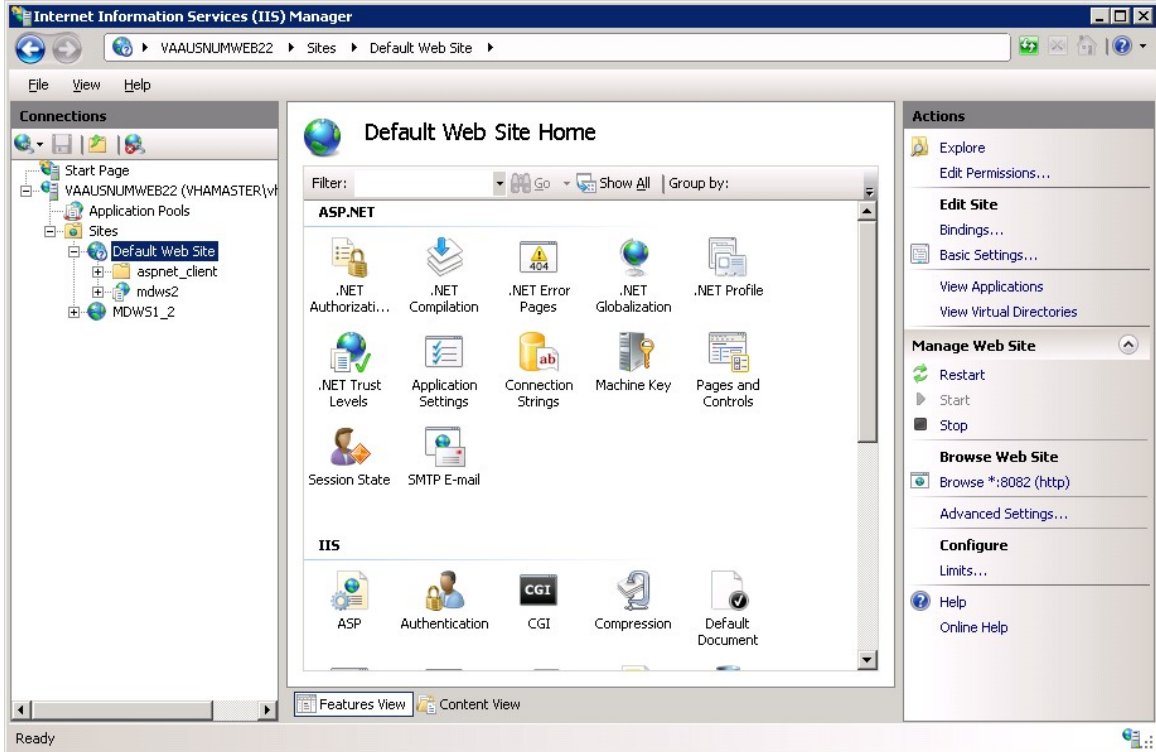 Internet Information Services (IIS) Manager
VAAUSNUMWEB22 Sites Default Web Site
File View Help
Connections
Start Page
VAAUSNUMWEB22 (VHAMASTER\vh
Application Pools
Sites
Default Web Site
aspnet_client
mdws2
MDWS1_2
Default Web Site Home
Filter: Go Show All Group by:
ASP.NET
404
.NET Authorizati...
.NET Compilation
.NET Error Pages
.NET Globalization
.NET Profile
ab
.NET Trust Levels
Application Settings
Connection Strings
Machine Key
Pages and Controls
Session State
SMTP E-mail
IIS
CGI
ASP
Authentication
CGI
Compression
Default Document
Features View
Content View
Actions
Explore
Edit Permissions...
Edit Site
Bindings...
Basic Settings...
View Applications
View Virtual Directories
Manage Web Site
Restart
Start
Stop
Browse Web Site
Browse *:8082 (http)
Advanced Settings...
Configure
Limits...
Help
Online Help
Ready